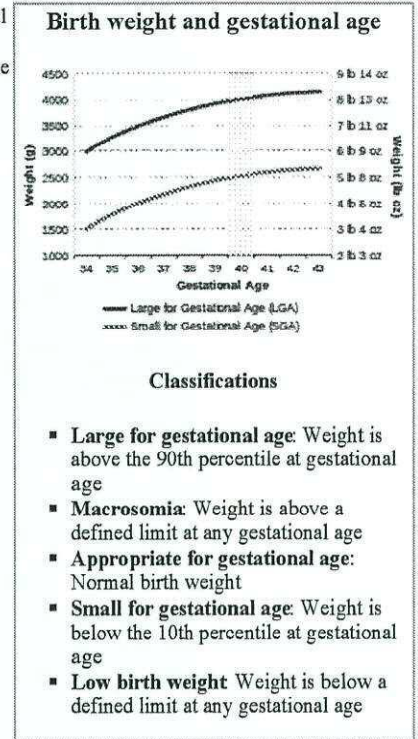 l
e
Birth weight and gestational age
4500
4000
3500
3000
2500
2000
1500
1000
Weight (g)
9 lb 14 oz
8 lb 13 oz
7 lb 11 oz
6 lb 9 oz
5 lb 8 oz
4 lb 6 oz
3 lb 4 oz
2 lb 3 oz
Weight (lb oz)
34 35 36 37 38 39 40 41 42 43
Gestational Age
Large for Gestational Age (LGA)
Small for Gestational Age (SGA)
Classifications
▪ Large for gestational age: Weight is
above the 90th percentile at gestational
age
▪ Macrosomia: Weight is above a
defined limit at any gestational age
▪ Appropriate for gestational age:
Normal birth weight
▪ Small for gestational age: Weight is
below the 10th percentile at gestational
age
▪ Low birth weight: Weight is below a
defined limit at any gestational age